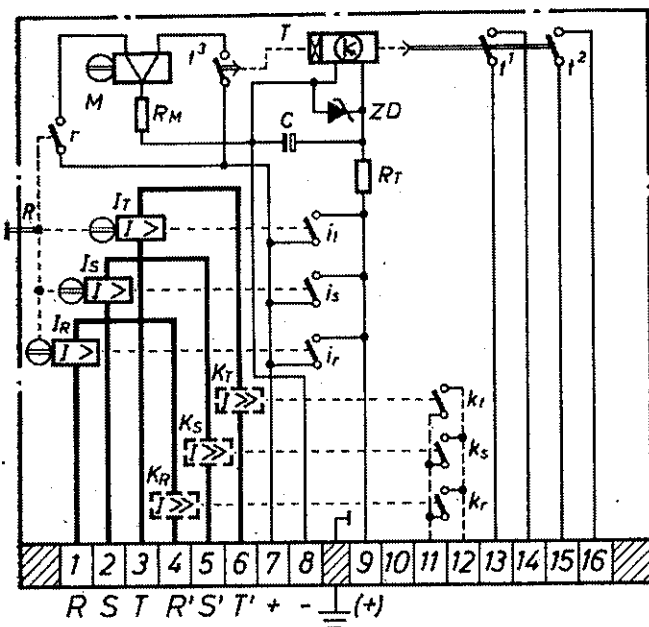 t³ T k
M R_M C ZD t¹ t²
r
R_T
R I_T I > i_t
I_S I > i_s
I_R I > i_r
K_T I >> k_t
K_S I >> k_s
K_R I >> k_r
1 2 3 4 5 6 7 8 9 10 11 12 13 14 15 16
R S T R' S' T' + - (+)